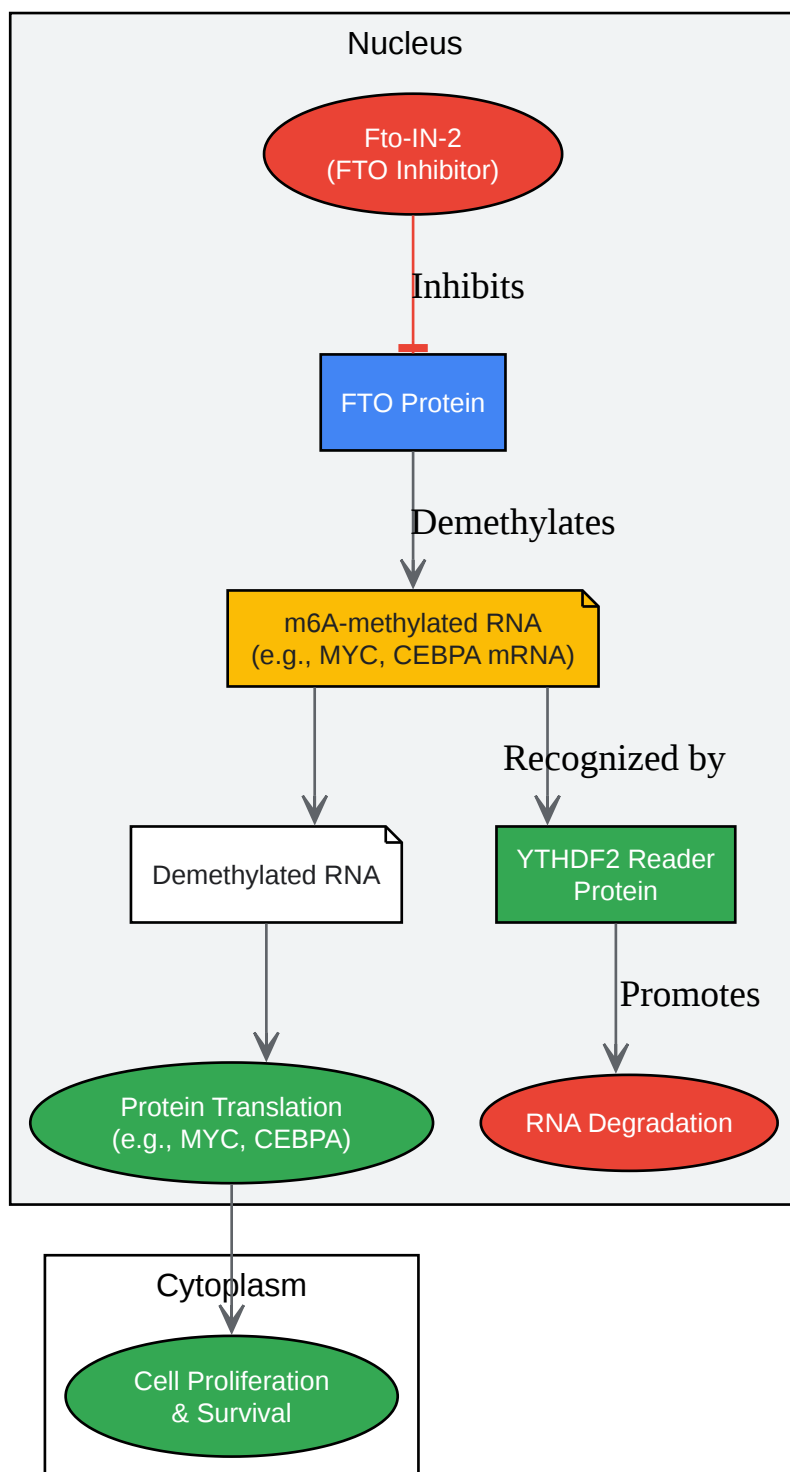 Nucleus
Fto-IN-2
(FTO Inhibitor)
Inhibits
FTO Protein
Demethylates
m6A-methylated RNA
(e.g., MYC, CEBPA mRNA)
Recognized by
Demethylated RNA
YTHDF2 Reader
Protein
Promotes
Protein Translation
(e.g., MYC, CEBPA)
RNA Degradation
Cytoplasm
Cell Proliferation
& Survival